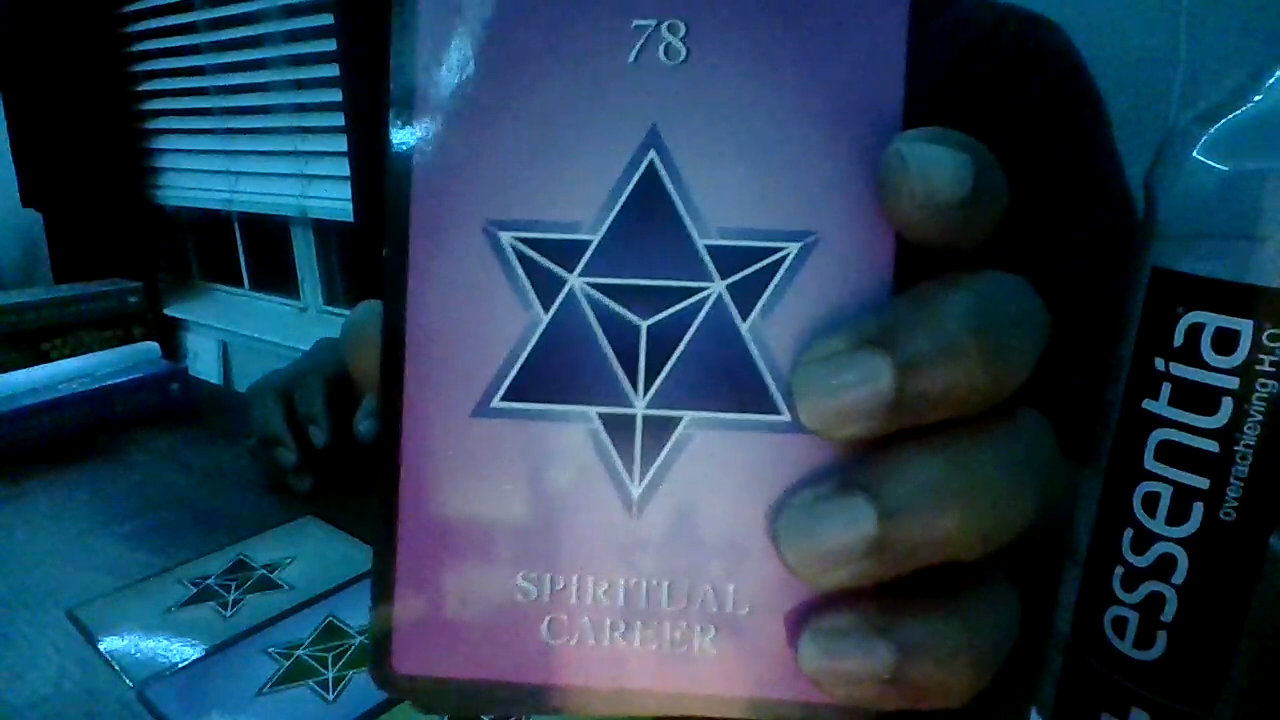 78
SPIRITUAL
CAREER
essentia
overachieving H2O